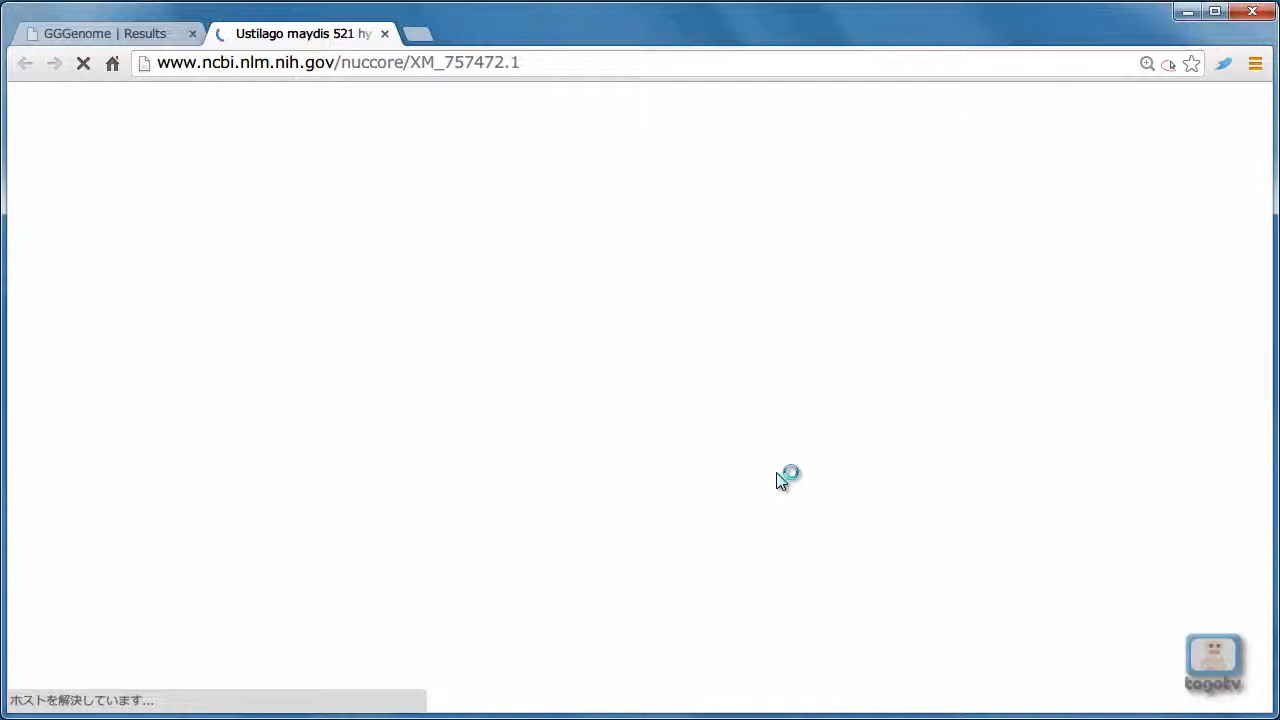 GGGenome | Results
Ustilago maydis 521 hy
www.ncbi.nlm.nih.gov/nuccore/XM_757472.1
togotv
ホストを解決しています...